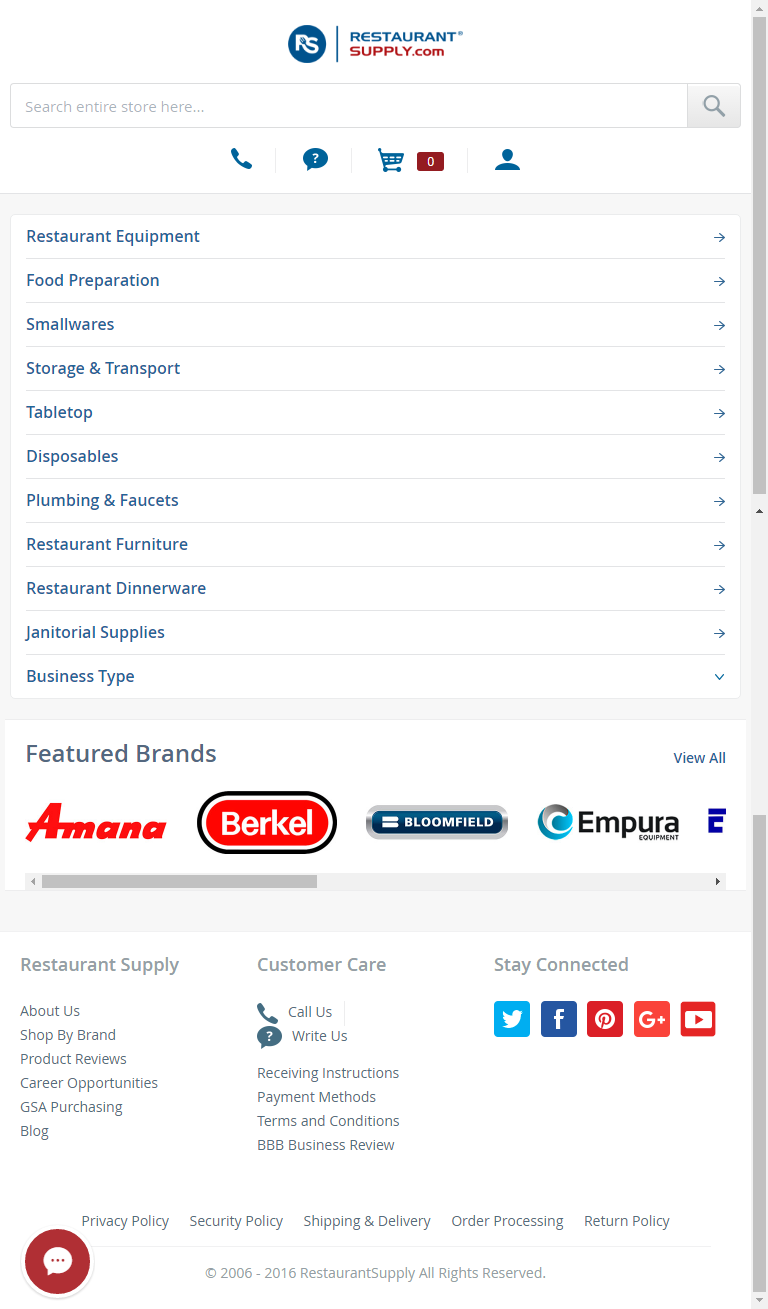 RS RESTAURANT®
SUPPLY.com
Search entire store here...
?
0
Restaurant Equipment
Food Preparation
Smallwares
Storage & Transport
Tabletop
Disposables
Plumbing & Faucets
Restaurant Furniture
Restaurant Dinnerware
Janitorial Supplies
Business Type
Featured Brands
View All
Amana
Berkel
BLOOMFIELD
Empura
EQUIPMENT
E
Restaurant Supply
About Us
Shop By Brand
Product Reviews
Career Opportunities
GSA Purchasing
Blog
Customer Care
Call Us
? Write Us
Receiving Instructions
Payment Methods
Terms and Conditions
BBB Business Review
Stay Connected
f G+
Privacy Policy Security Policy Shipping & Delivery Order Processing Return Policy
© 2006 - 2016 RestaurantSupply All Rights Reserved.